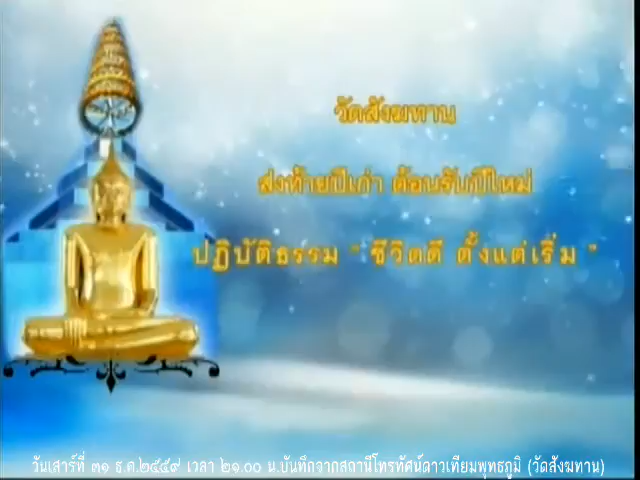 วัดสังฆทาน
ส่งท้ายปีเก่า ต้อนรับปีใหม่
ปฏิบัติธรรม " ชีวิตดี ตั้งแต่เริ่ม "
วันเสาร์ที่ ๓๑ ธ.ค.๒๕๕๙ เวลา ๒๑.๐๐ น.บันทึกจากสถานีโทรทัศน์ดาวเทียมพุทธภูมิ (วัดสังฆทาน)